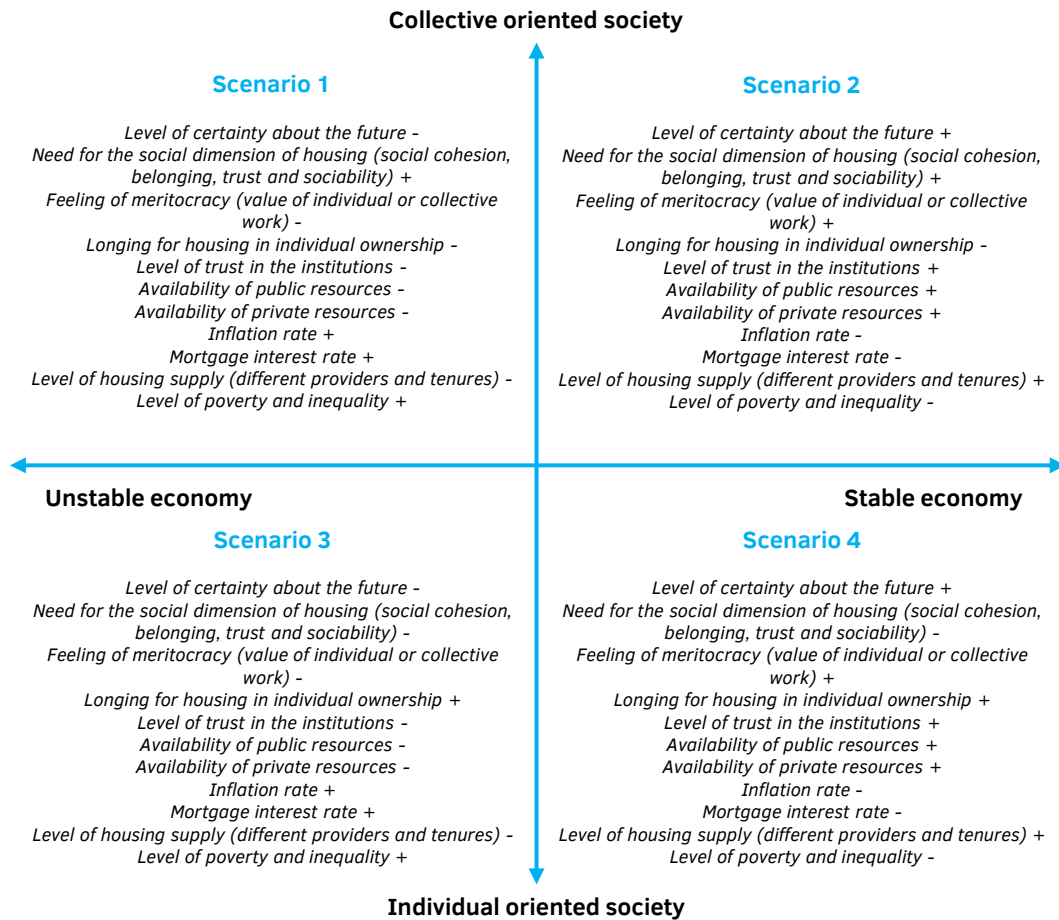 Collective oriented society
Scenario 1
Level of certainty about the future -
Need for the social dimension of housing (social cohesion,
belonging, trust and sociability) +
Feeling of meritocracy (value of individual or collective
work) -
Longing for housing in individual ownership -
Level of trust in the institutions -
Availability of public resources -
Availability of private resources -
Inflation rate +
Mortgage interest rate +
Level of housing supply (different providers and tenures) -
Level of poverty and inequality +
Scenario 2
Level of certainty about the future +
Need for the social dimension of housing (social cohesion,
belonging, trust and sociability) +
Feeling of meritocracy (value of individual or collective
work) +
Longing for housing in individual ownership -
Level of trust in the institutions +
Availability of public resources +
Availability of private resources +
Inflation rate -
Mortgage interest rate -
Level of housing supply (different providers and tenures) +
Level of poverty and inequality -
Unstable economy
Stable economy
Scenario 3
Level of certainty about the future -
Need for the social dimension of housing (social cohesion,
belonging, trust and sociability) -
Feeling of meritocracy (value of individual or collective
work) -
Longing for housing in individual ownership +
Level of trust in the institutions -
Availability of public resources -
Availability of private resources -
Inflation rate +
Mortgage interest rate +
Level of housing supply (different providers and tenures) -
Level of poverty and inequality +
Scenario 4
Level of certainty about the future +
Need for the social dimension of housing (social cohesion,
belonging, trust and sociability) -
Feeling of meritocracy (value of individual or collective
work) +
Longing for housing in individual ownership +
Level of trust in the institutions +
Availability of public resources +
Availability of private resources +
Inflation rate -
Mortgage interest rate -
Level of housing supply (different providers and tenures) +
Level of poverty and inequality -
Individual oriented society